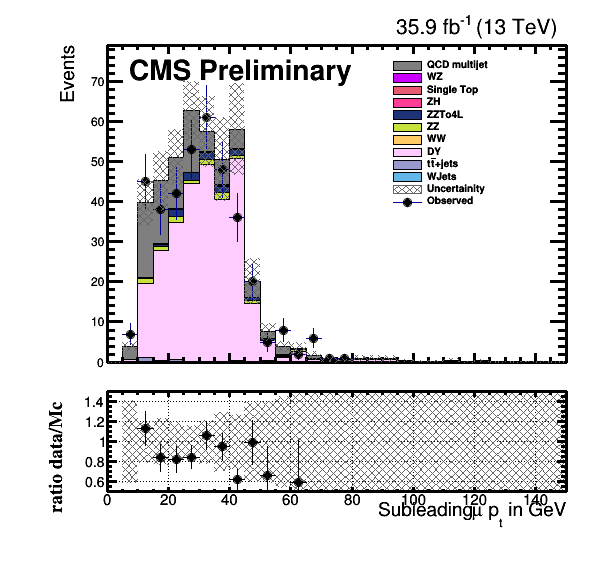 35.9 fb-1 (13 TeV)
CMS Preliminary
Events
QCD multijet
WZ
Single Top
ZH
ZZTo4L
ZZ
WW
DY
tt̄+jets
WJets
Uncertainity
Observed
70
60
50
40
30
20
10
0
ratio data/Mc
1.4
1.2
1
0.8
0.6
0 20 40 60 80 100 120 140
Subleadingμ pt in GeV